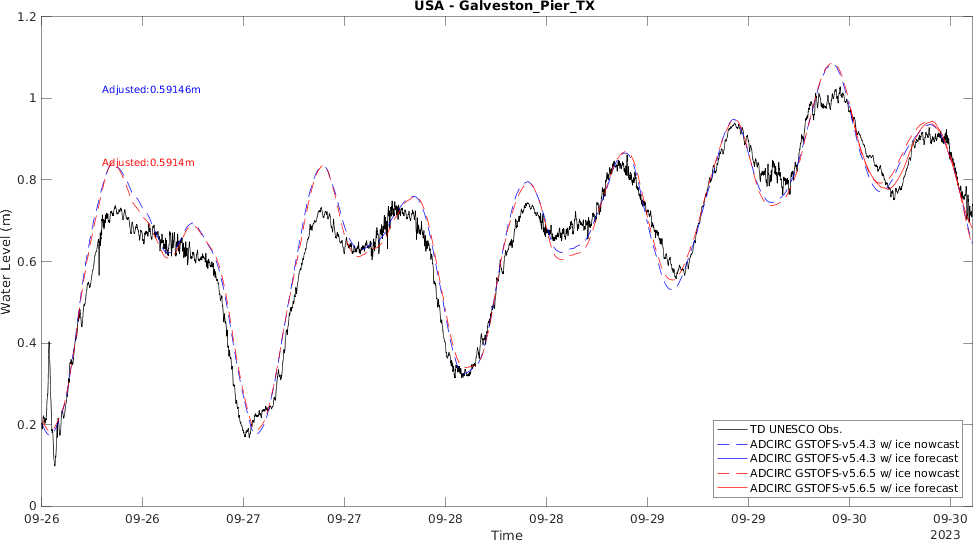 USA - Galveston_Pier_TX
1.2
1
0.8
0.6
0.4
0.2
0
Water Level (m)
Adjusted:0.59146m
Adjusted:0.5914m
TD UNESCO Obs.
ADCIRC GSTOFS-v5.4.3 w/ ice nowcast
ADCIRC GSTOFS-v5.4.3 w/ ice forecast
ADCIRC GSTOFS-v5.6.5 w/ ice nowcast
ADCIRC GSTOFS-v5.6.5 w/ ice forecast
09-26 09-26 09-27 09-27 09-28 09-28 09-29 09-29 09-30 09-30
Time 2023